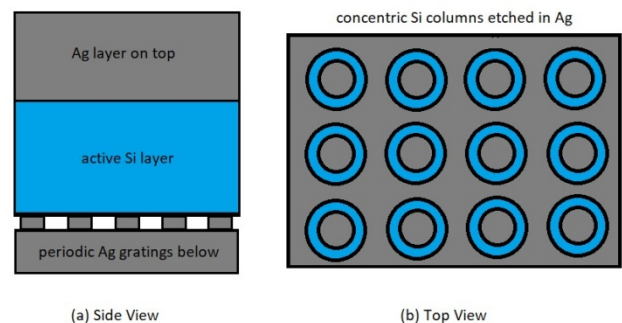 concentric Si columns etched in Ag
Ag layer on top
active Si layer
periodic Ag gratings below
(a) Side View
(b) Top View